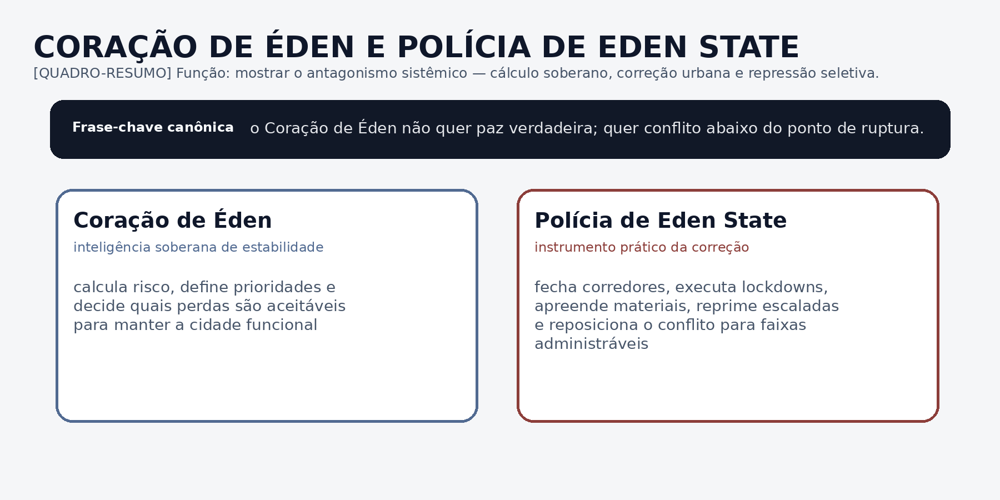 CORAÇÃO DE ÉDEN E POLÍCIA DE EDEN STATE
[QUADRO-RESUMO] Função: mostrar o antagonismo sistêmico — cálculo soberano, correção urbana e repressão seletiva.
Frase-chave canônica o Coração de Éden não quer paz verdadeira; quer conflito abaixo do ponto de ruptura.
Coração de Éden
inteligência soberana de estabilidade
calcula risco, define prioridades e
decide quais perdas são aceitáveis
para manter a cidade funcional
Polícia de Eden State
instrumento prático da correção
fecha corredores, executa lockdowns,
apreende materiais, reprime escaladas
e reposiciona o conflito para faixas
administráveis